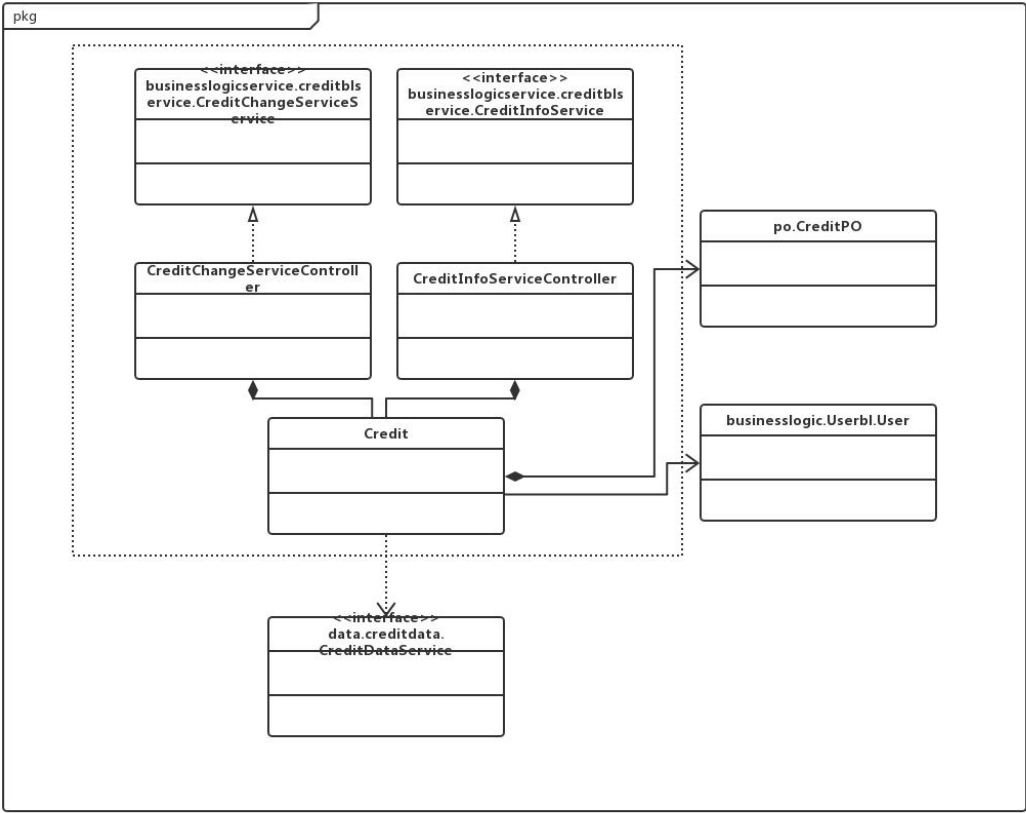 pkg
<<interface>>
businesslogicservice.creditbls
ervice.CreditChangeServiceS
ervice
<<interface>>
businesslogicservice.creditbls
ervice.CreditInfoService
po.CreditPO
CreditChangeServiceControll
er
CreditInfoServiceController
businesslogic.Userbl.User
Credit
<<interface>>
data.creditdata.
CreditDataService